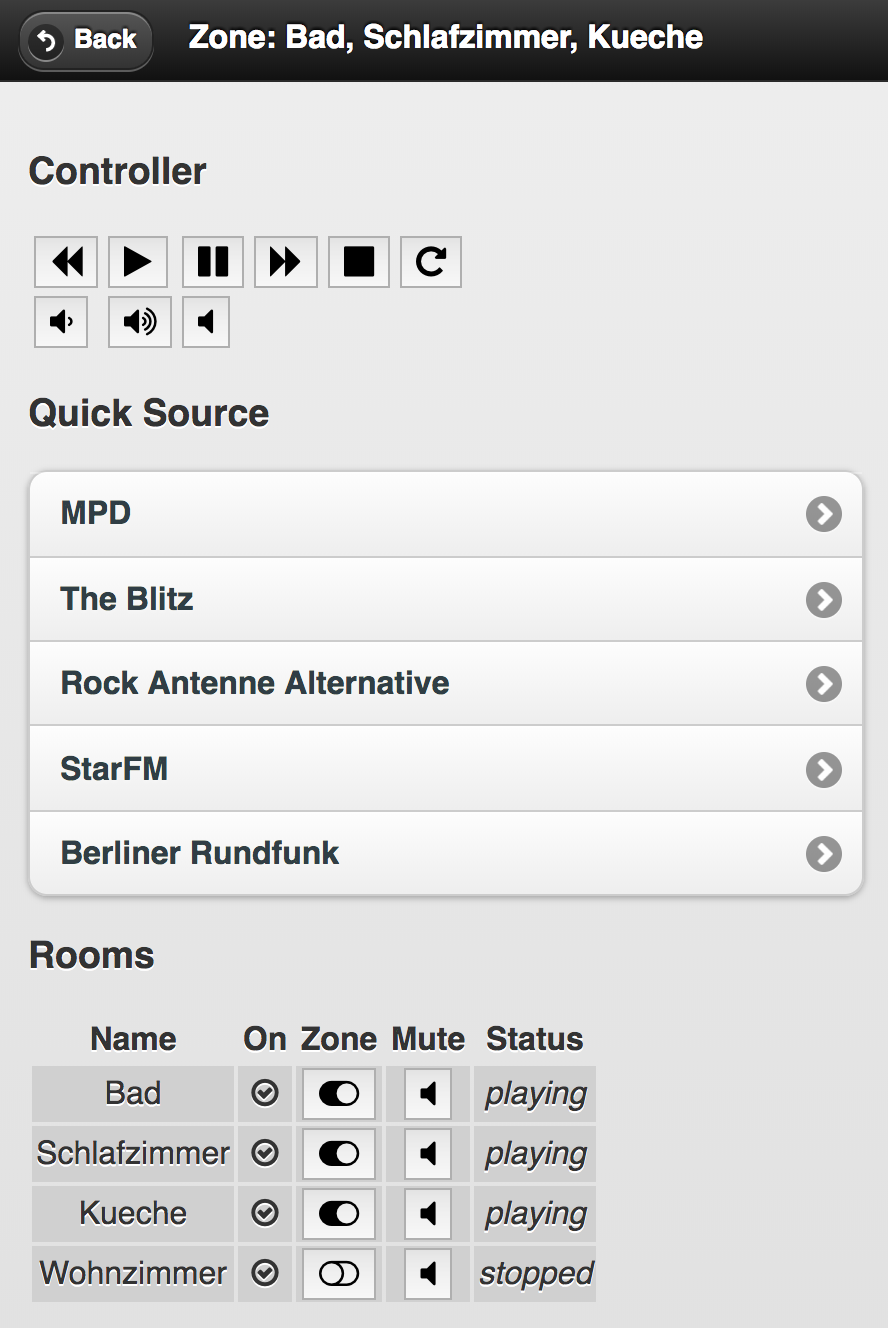 Back
Zone: Bad, Schlafzimmer, Kueche
Controller
Quick Source
MPD
The Blitz
Rock Antenne Alternative
StarFM
Berliner Rundfunk
Rooms
Name On Zone Mute Status
Bad playing
Schlafzimmer playing
Kueche playing
Wohnzimmer stopped